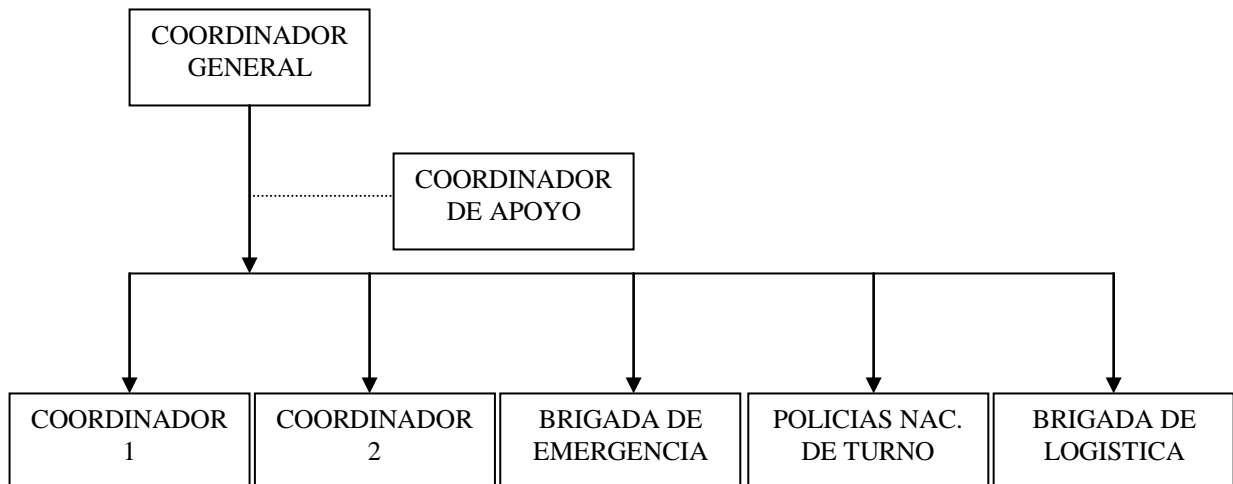 COORDINADOR
GENERAL
COORDINADOR
DE APOYO
COORDINADOR
1
COORDINADOR
2
BRIGADA DE
EMERGENCIA
POLICIAS NAC.
DE TURNO
BRIGADA DE
LOGISTICA